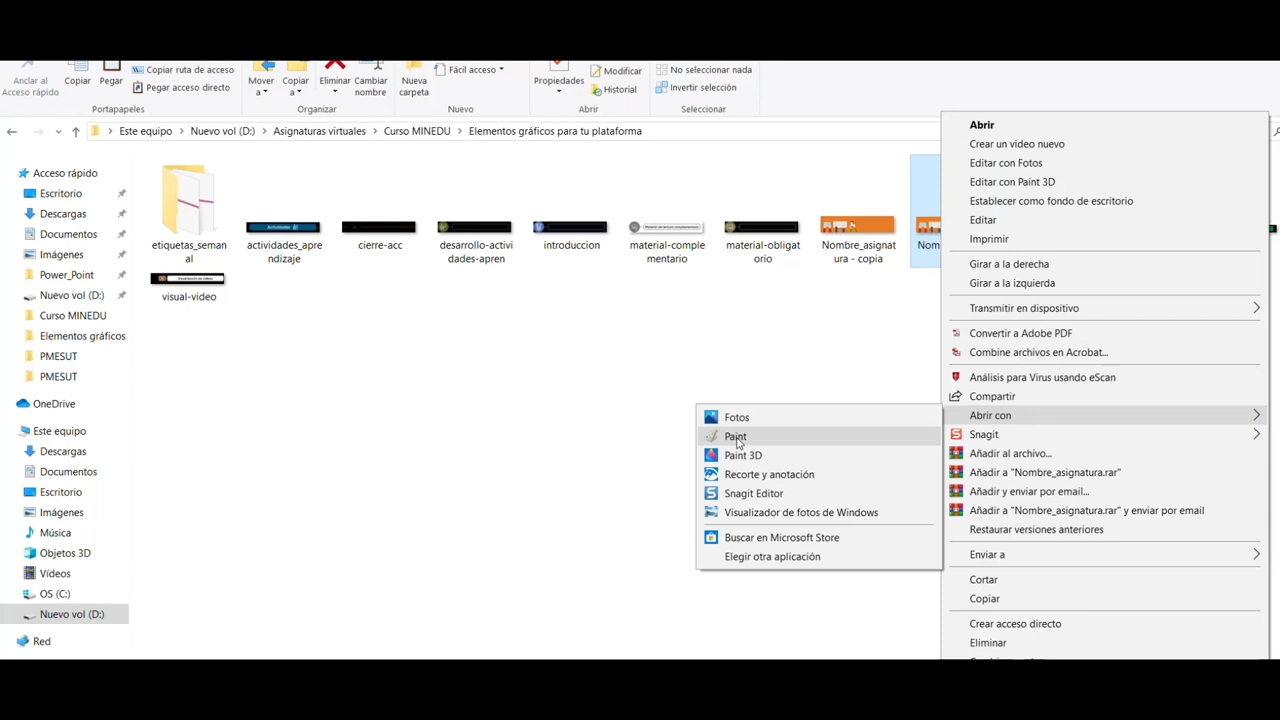 Anclar al
Acceso rápido
Copiar
Pegar
Copiar ruta de acceso
Pegar acceso directo
Portapapeles
Mover
a
Copiar
a
Eliminar
Cambiar
nombre
Organizar
Nueva
carpeta
Fácil acceso
Nuevo
Propiedades
Modificar
Historial
Abrir
No seleccionar nada
Invertir selección
Seleccionar
Este equipo
Nuevo vol (D:)
Asignaturas virtuales
Curso MINEDU
Elementos gráficos para tu plataforma
Acceso rápido
Escritorio
Descargas
Documentos
Imágenes
Power_Point
Nuevo vol (D:)
Curso MINEDU
Elementos gráficos
PMESUT
PMESUT
OneDrive
Este equipo
Descargas
Documentos
Escritorio
Imágenes
Música
Objetos 3D
Vídeos
OS (C:)
Nuevo vol (D:)
Red
etiquetas_seman
al
Actividades
actividades_apre
ndizaje
cierre-acc
desarrollo-activi
dades-apren
introduccion
material-comple
mentario
material-obligat
orio
Nombre_asignat
ura - copia
Nom
visual-video
Abrir
Crear un video nuevo
Editar con Fotos
Editar con Paint 3D
Establecer como fondo de escritorio
Editar
Imprimir
Girar a la derecha
Girar a la izquierda
Transmitir en dispositivo
Convertir a Adobe PDF
Combine archivos en Acrobat...
Análisis para Virus usando eScan
Compartir
Abrir con
Snagit
Añadir al archivo...
Añadir a "Nombre_asignatura.rar"
Añadir y enviar por email...
Añadir a "Nombre_asignatura.rar" y enviar por email
Restaurar versiones anteriores
Enviar a
Cortar
Copiar
Crear acceso directo
Eliminar
Fotos
Paint
Paint 3D
Recorte y anotación
Snagit Editor
Visualizador de fotos de Windows
Buscar en Microsoft Store
Elegir otra aplicación